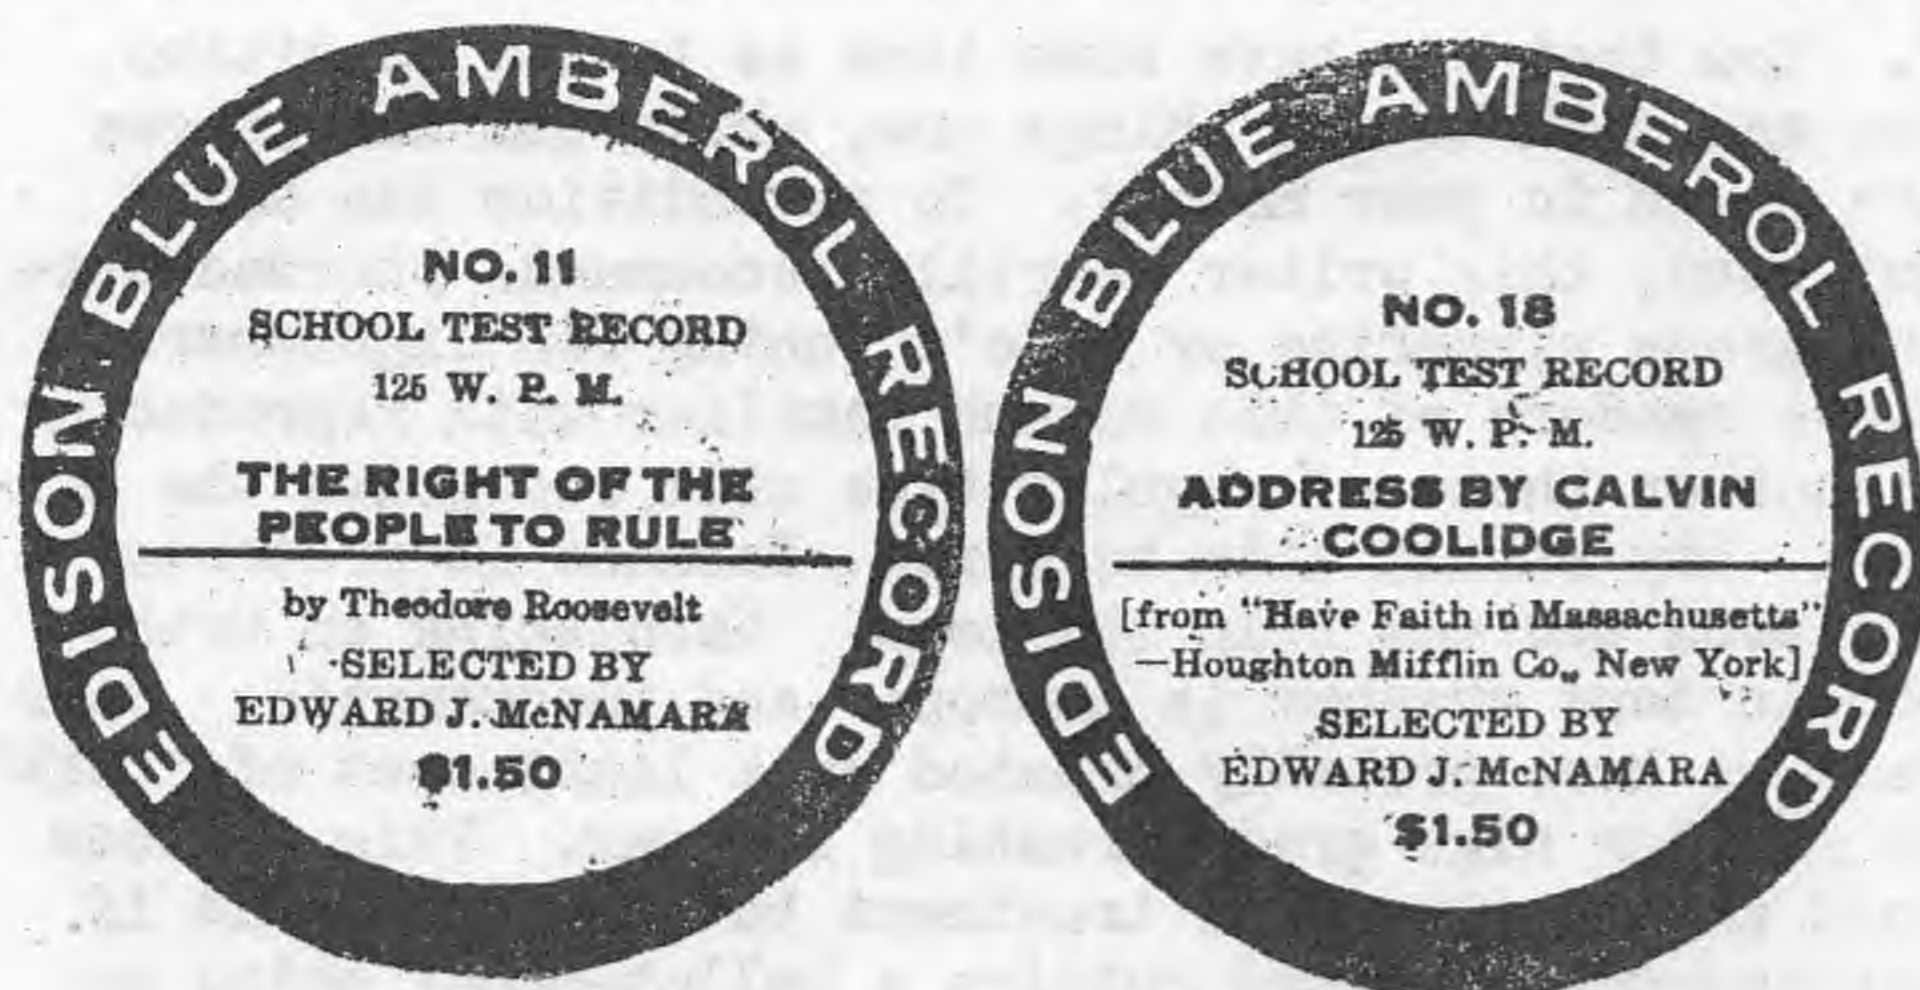 EDISON BLUE AMBEROL RECORD
NO. 11
SCHOOL TEST RECORD
125 W. P. M.
THE RIGHT OF THE
PEOPLE TO RULE
by Theodore Roosevelt
SELECTED BY
EDWARD J. McNAMARA
$1.50
EDISON BLUE AMBEROL RECORD
NO. 18
SCHOOL TEST RECORD
125 W. P. M.
ADDRESS BY CALVIN
COOLIDGE
[from "Have Faith in Massachusetts"
—Houghton Mifflin Co., New York]
SELECTED BY
EDWARD J. McNAMARA
$1.50